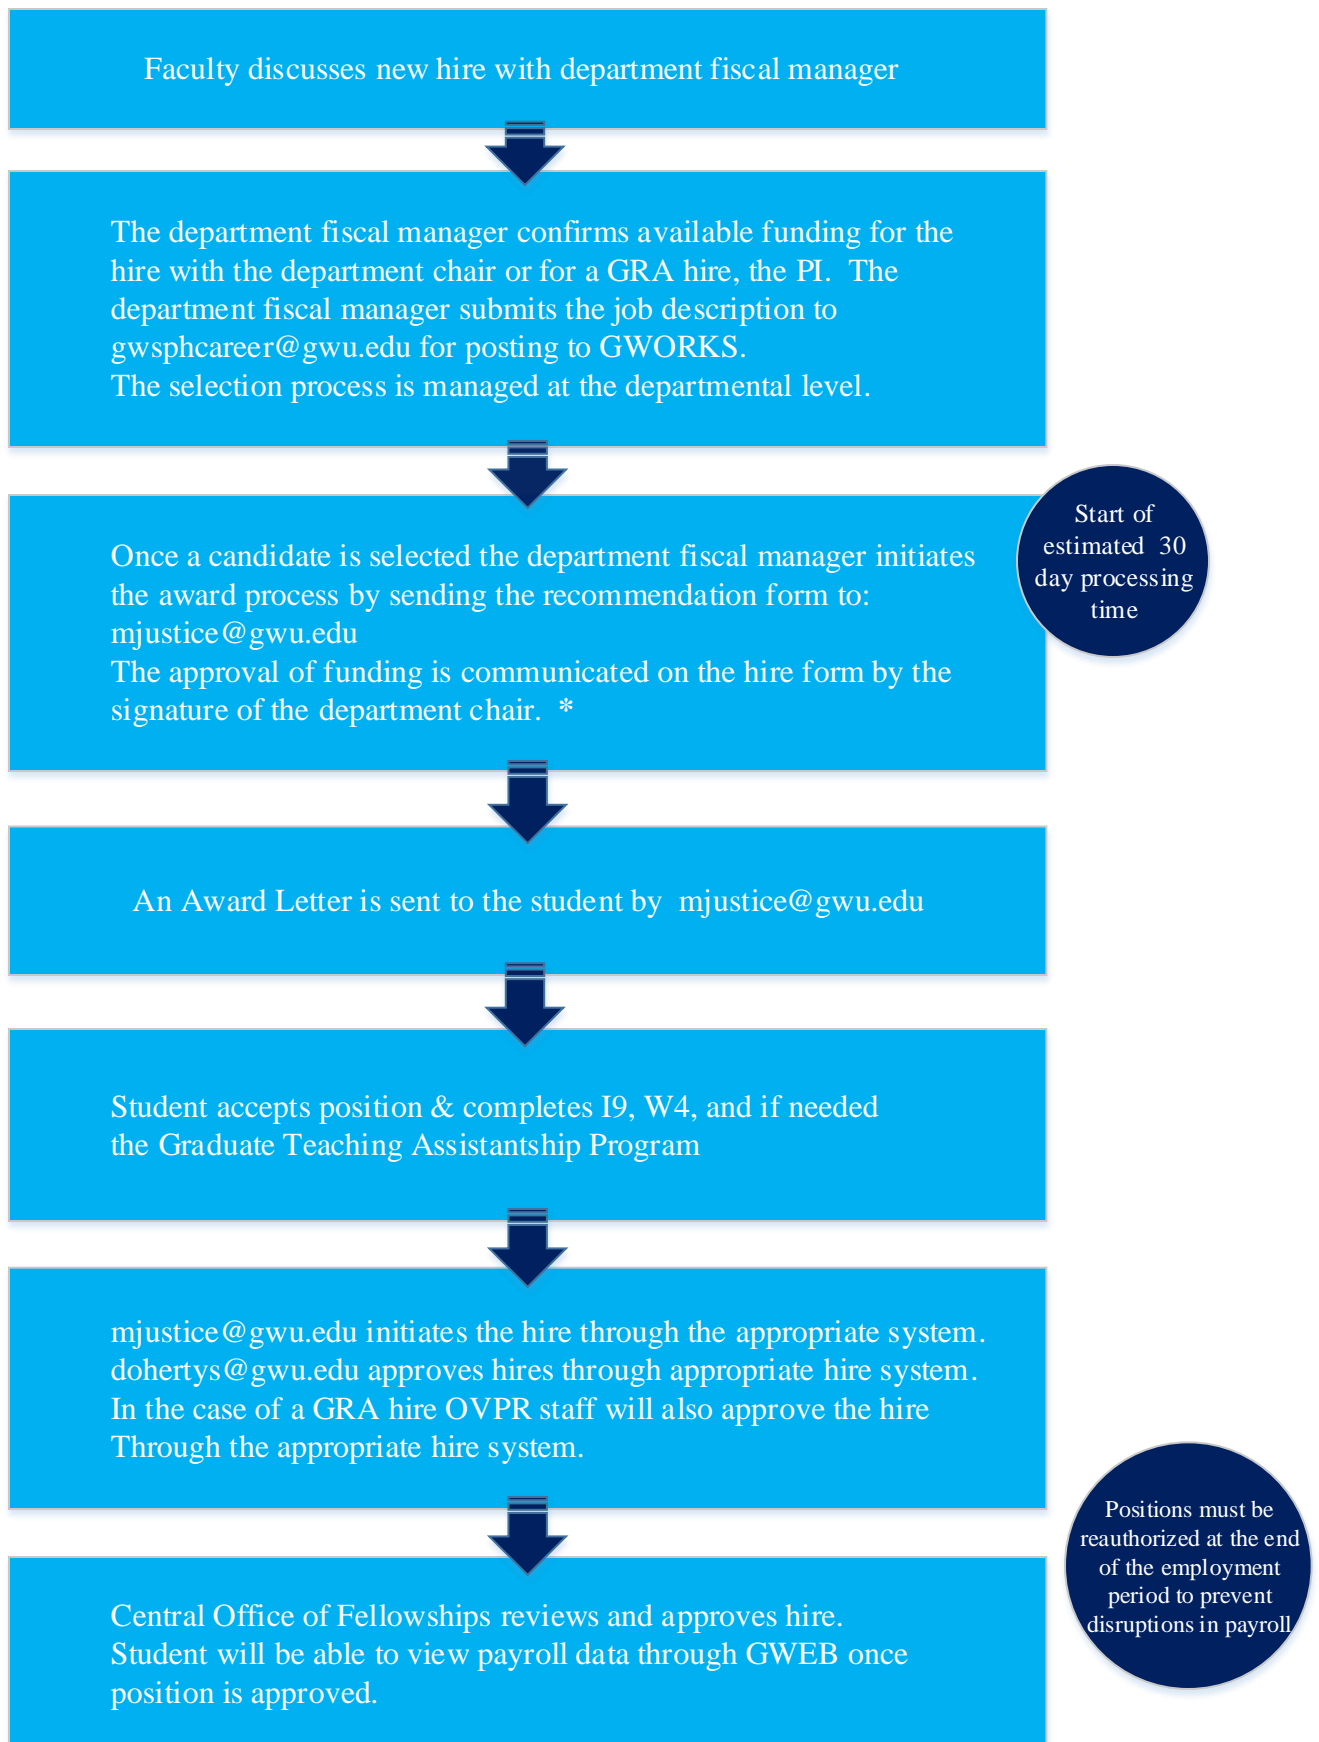 Faculty discusses new hire with department fiscal manager
The department fiscal manager confirms available funding for the
hire with the department chair or for a GRA hire, the PI.  The
department fiscal manager submits the job description to
gwsphcareer@gwu.edu for posting to GWORKS.
The selection process is managed at the departmental level.
Start of
estimated  30
day processing
time
Once a candidate is selected the department fiscal manager initiates
the award process by sending the recommendation form to:
mjustice@gwu.edu
The approval of funding is communicated on the hire form by the
signature of the department chair.  *
An Award Letter is sent to the student by  mjustice@gwu.edu
Student accepts position & completes I9, W4, and if needed
the Graduate Teaching Assistantship Program
mjustice@gwu.edu initiates the hire through the appropriate system.
dohertys@gwu.edu approves hires through appropriate hire system.
In the case of a GRA hire OVPR staff will also approve the hire
Through the appropriate hire system.
Positions must be
reauthorized at the end
of the employment
period to prevent
disruptions in payroll
Central Office of Fellowships reviews and approves hire.
Student will be able to view payroll data through GWEB once
position is approved.